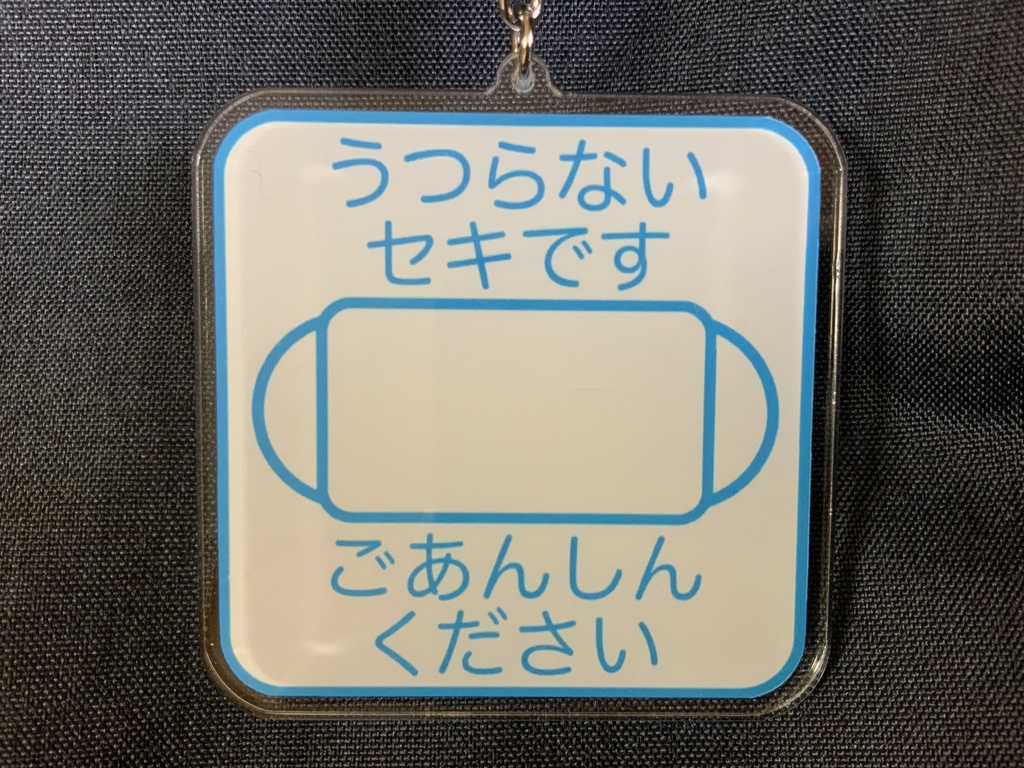 うつらない
セキです
ごあんしん
ください